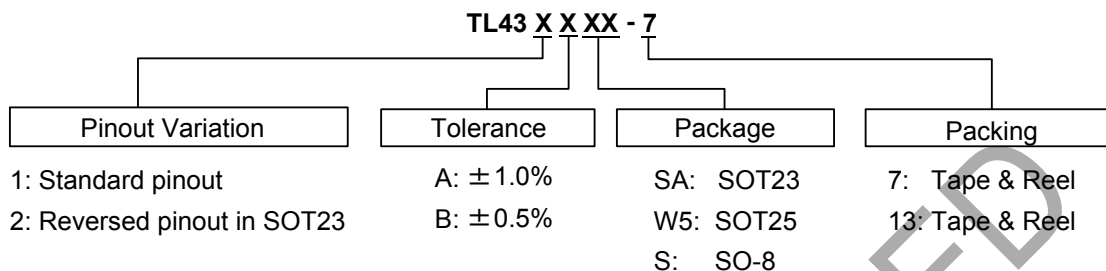 TL43 X X XX - 7
Pinout Variation
Tolerance
Package
Packing
1: Standard pinout
2: Reversed pinout in SOT23
A: ±1.0%
B: ±0.5%
SA: SOT23
W5: SOT25
S: SO-8
7: Tape & Reel
13: Tape & Reel